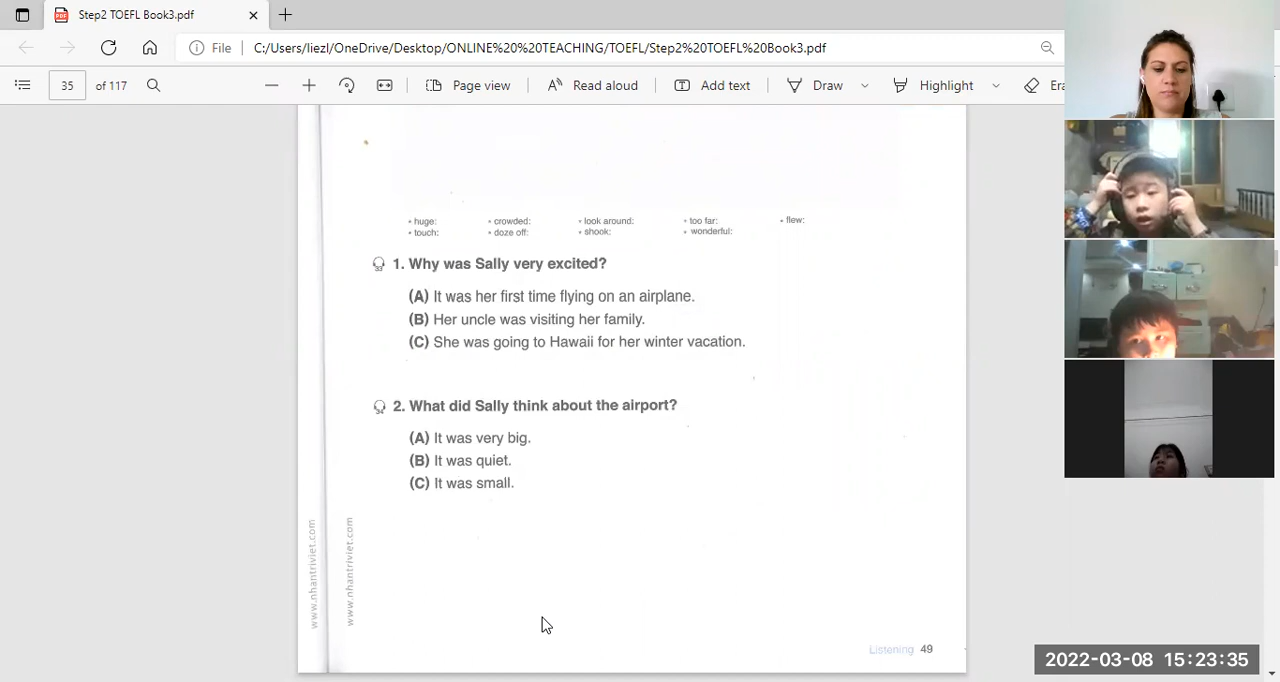 Step2 TOEFL Book3.pdf
File
C:/Users/liezl/OneDrive/Desktop/ONLINE%20%20TEACHING/TOEFL/Step2%20TOEFL%20Book3.pdf
35 of 117
Page view
Read aloud
Add text
Draw
Highlight
• huge: • crowded: • look around: • too far: • flew:
• touch: • doze off: • shook: • wonderful:
1. Why was Sally very excited?
(A) It was her first time flying on an airplane.
(B) Her uncle was visiting her family.
(C) She was going to Hawaii for her winter vacation.
2. What did Sally think about the airport?
(A) It was very big.
(B) It was quiet.
(C) It was small.
www.nhantriviet.com
www.nhantriviet.com
Listening 49
2022-03-08 15:23:35